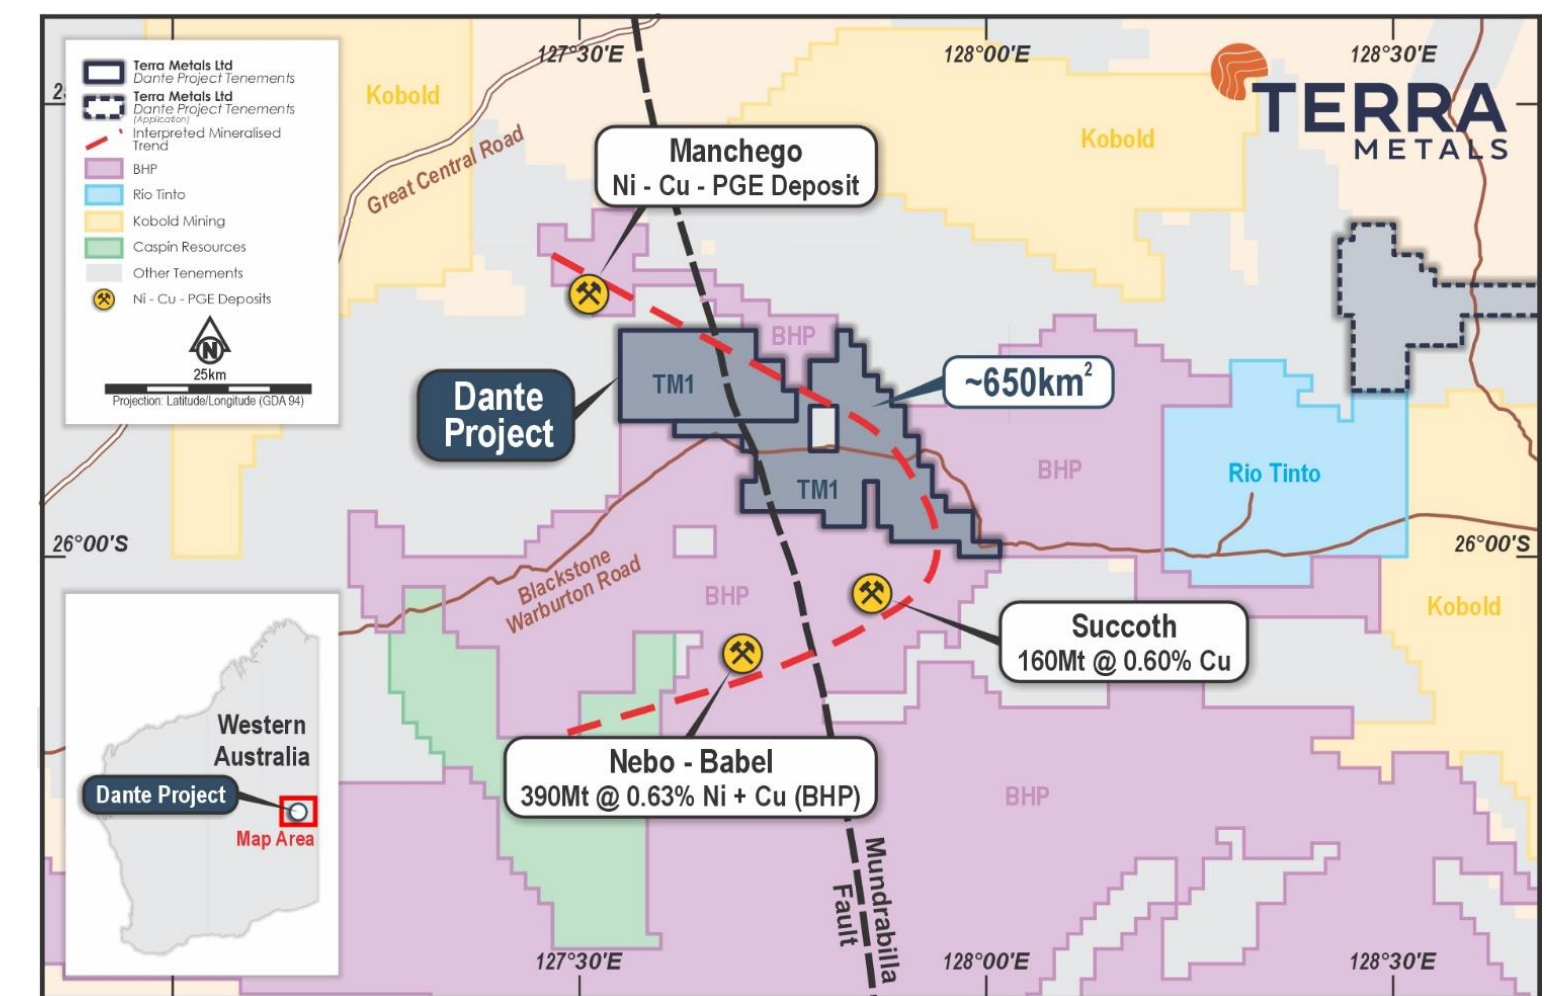 127°30'E
128°00'E
128°30'E
Terra Metals Ltd
Dante Project Tenements
Terra Metals Ltd
Dante Project Tenements
(Application)
Interpreted Mineralised
Trend
BHP
Rio Tinto
Kobold Mining
Caspin Resources
Other Tenements
Ni - Cu - PGE Deposits
N
25km
Projection: Latitude/Longitude (GDA 94)
Kobold
Great Central Road
Manchego
Ni - Cu - PGE Deposit
Kobold
TERRA
METALS
BHP
TM1
~650km²
Dante
Project
BHP
Rio Tinto
TM1
26°00'S
26°00'S
Blackstone
Warburton Road
BHP
Kobold
Succoth
160Mt @ 0.60% Cu
Nebo - Babel
390Mt @ 0.63% Ni + Cu (BHP)
BHP
Western
Australia
Dante Project
Map Area
Mundrabilla
Fault
127°30'E
128°00'E
128°30'E